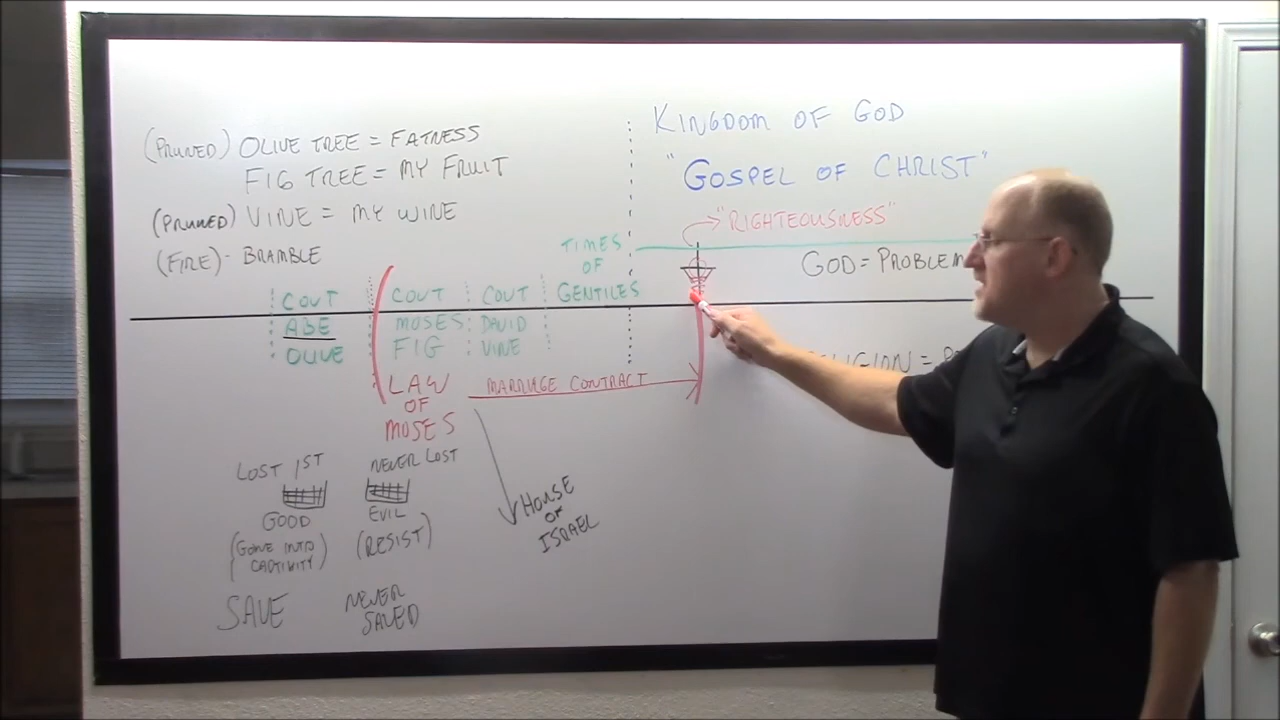 (PRUNED) OLIVE TREE = FATNESS
FIG TREE = MY FRUIT
(PRUNED) VINE = MY WINE
(FIRE) - BRAMBLE
KINGDOM OF GOD
"GOSPEL OF CHRIST"
"RIGHTEOUSNESS"
GOD = PROBLEM
TIMES
OF
GENTILES
COVT
ABE
OLIVE
COVT
MOSES
FIG
COVT
DAVID
VINE
LAW
OF
MOSES
MARRIAGE CONTRACT
LOST 1ST
GOOD
(GONE INTO
CAPTIVITY)
SAVE
NEVER LOST
EVIL
(RESIST)
NEVER
SAVED
HOUSE
OF
ISRAEL